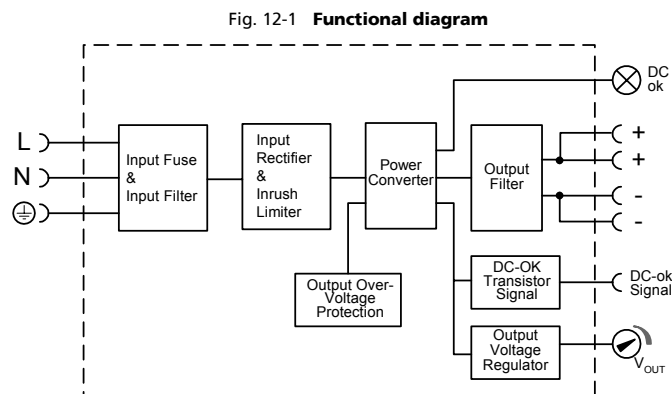 Fig. 12-1 Functional diagram
DC
ok
L
N
Input Fuse
&
Input Filter
Input
Rectifier
&
Inrush
Limiter
Power
Converter
Output
Filter
+
+
-
-
Output Over-
Voltage
Protection
DC-OK
Transistor
Signal
DC-ok
Signal
Output
Voltage
Regulator
VOUT